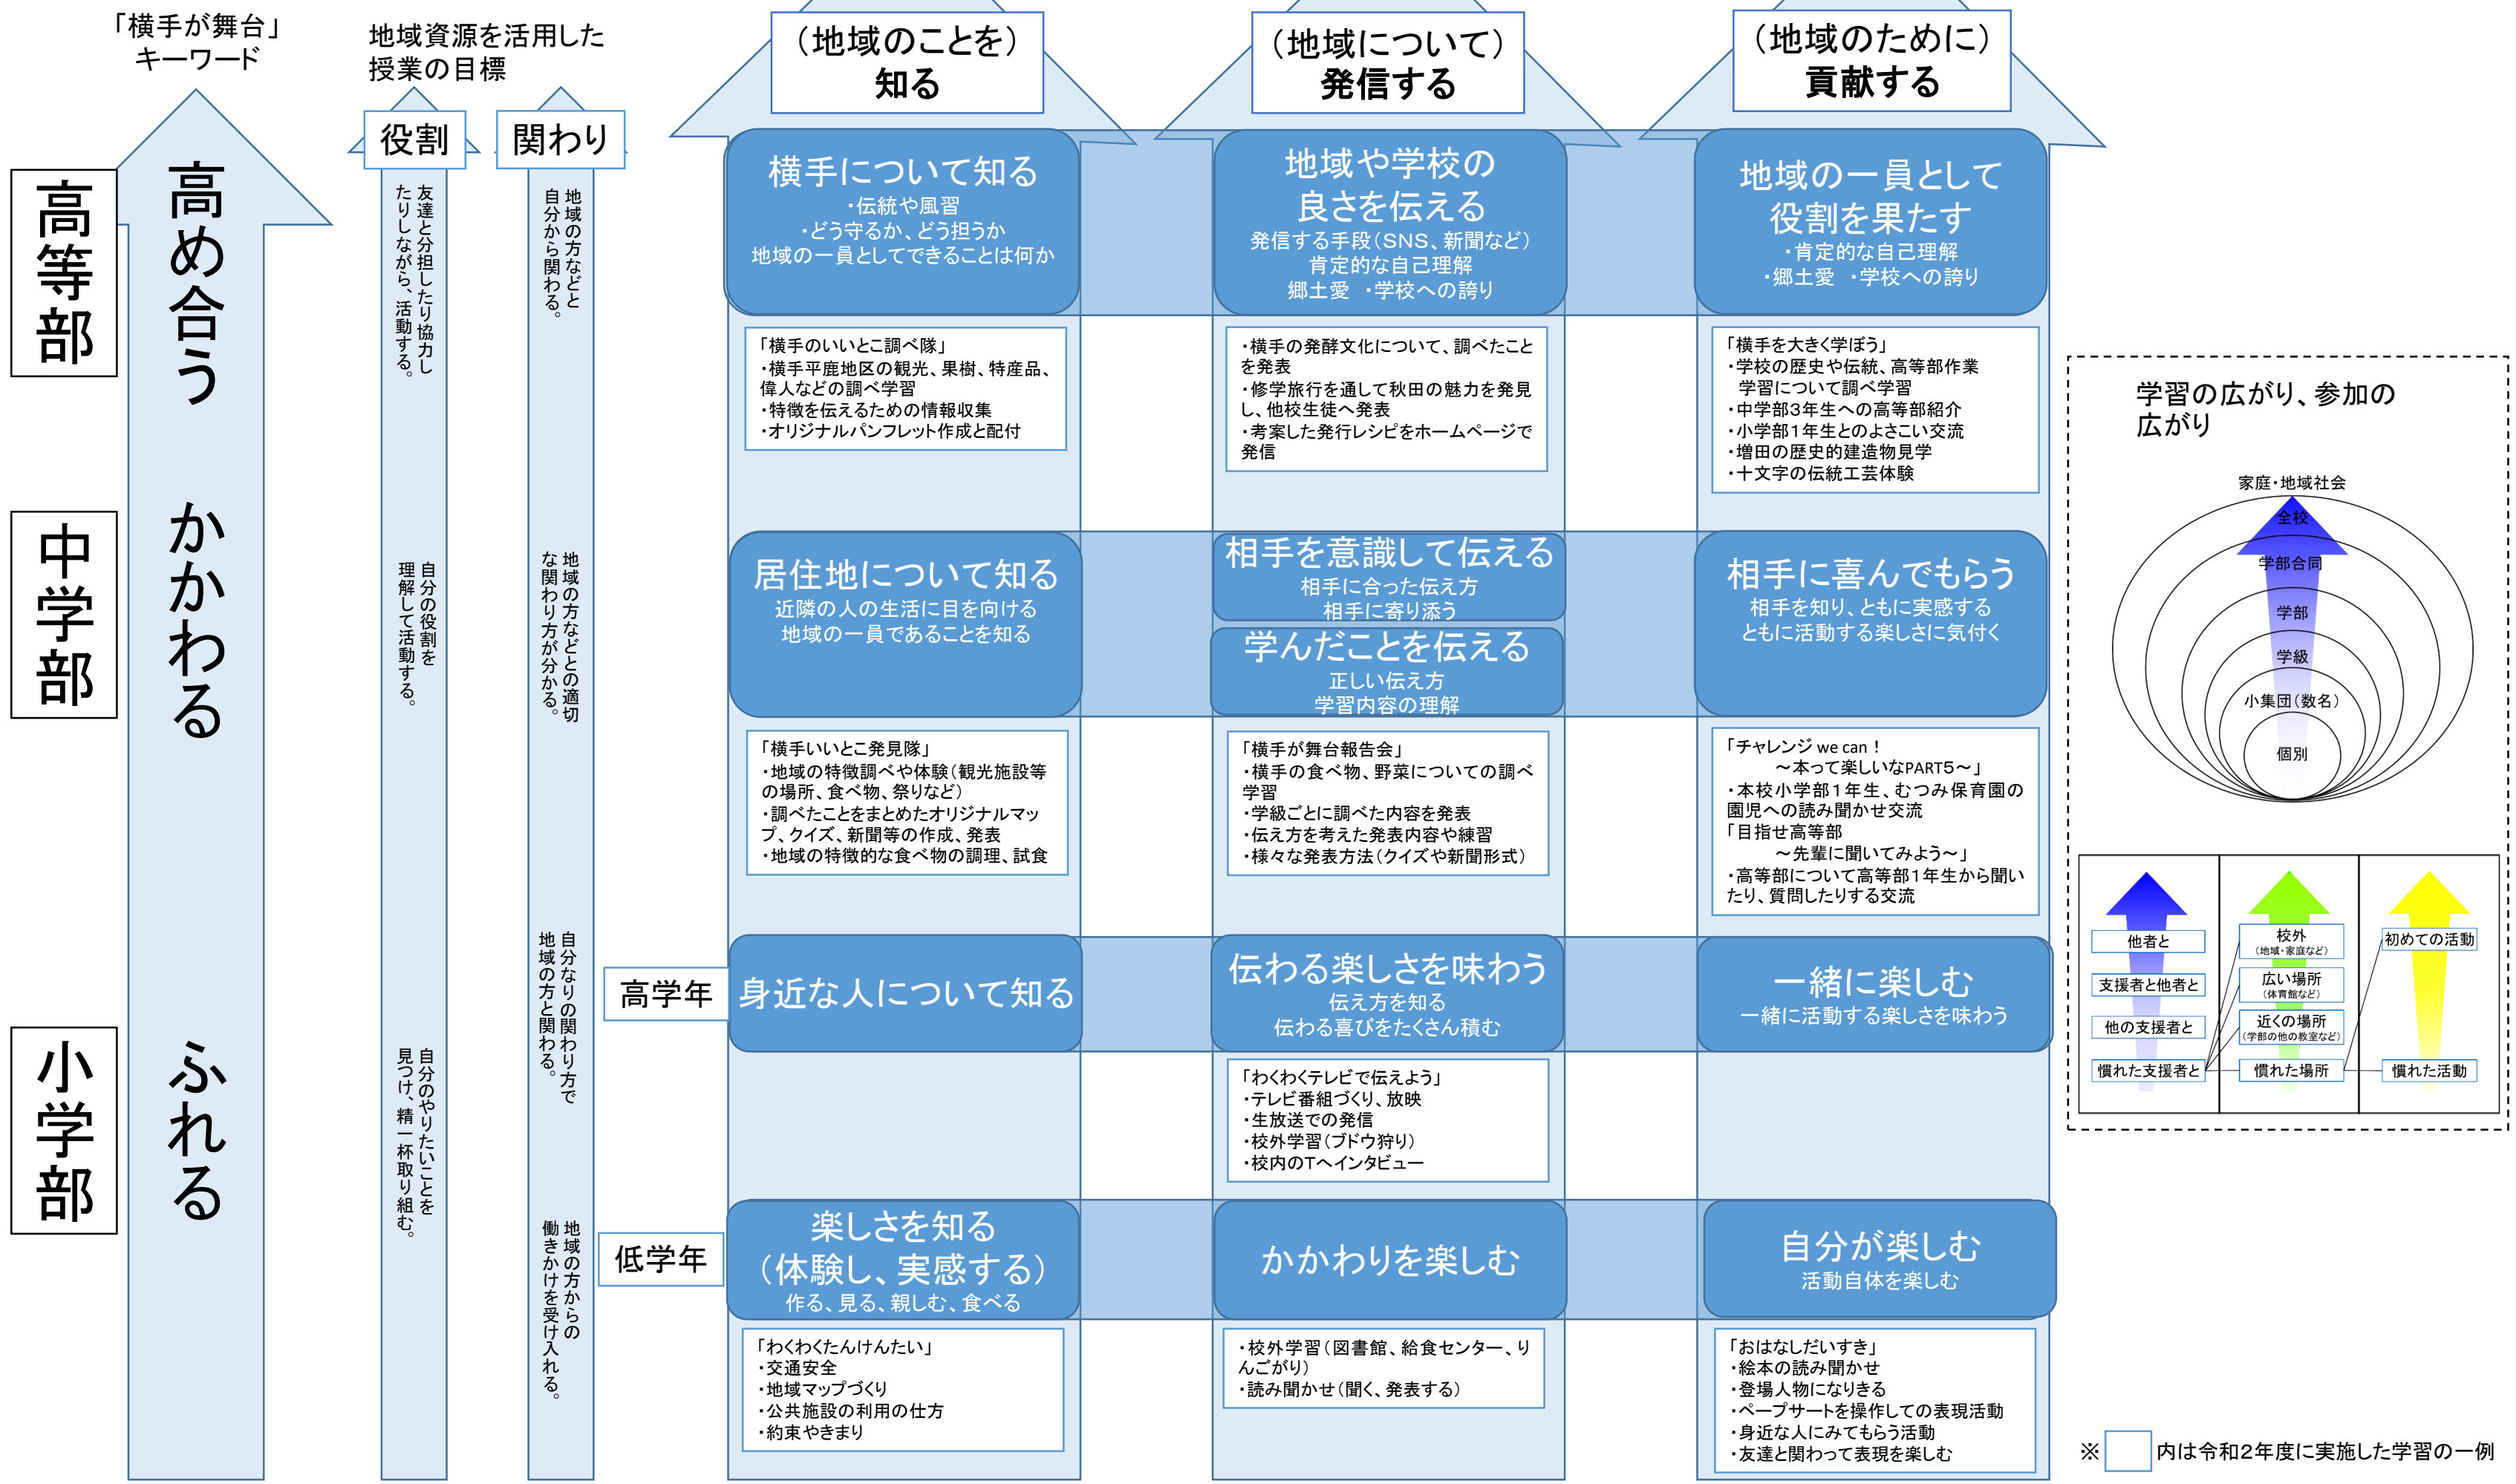 「横手が舞台」
キーワード
地域資源を活用した
授業の目標
役割
関わり
（地域のことを）
知る
（地域について）
発信する
（地域のために）
貢献する
高等部
高め合う
友達と分担したり協力し
たりしながら、活動する。
地域の方などと
自分から関わる。
横手について知る
・伝統や風習
・どう守るか、どう担うか
地域の一員としてできることは何か
地域や学校の
良さを伝える
発信する手段（ＳＮＳ、新聞など）
肯定的な自己理解
郷土愛　・学校への誇り
地域の一員として
役割を果たす
・肯定的な自己理解
・郷土愛　・学校への誇り
「横手のいいとこ調べ隊」
・横手平鹿地区の観光、果樹、特産品、
偉人などの調べ学習
・特徴を伝えるための情報収集
・オリジナルパンフレット作成と配付
・横手の発酵文化について、調べたこと
を発表
・修学旅行を通して秋田の魅力を発見
し、他校生徒へ発表
・考案した発行レシピをホームページで
発信
「横手を大きく学ぼう」
・学校の歴史や伝統、高等部作業
学習について調べ学習
・中学部３年生への高等部紹介
・小学部１年生とのよさこい交流
・増田の歴史的建造物見学
・十文字の伝統工芸体験
中学部
かかわる
自分の役割を
理解して活動する。
地域の方などとの適切
な関わり方が分かる。
居住地について知る
近隣の人の生活に目を向ける
地域の一員であることを知る
相手を意識して伝える
相手に合った伝え方
相手に寄り添う
学んだことを伝える
正しい伝え方
学習内容の理解
相手に喜んでもらう
相手を知り、ともに実感する
ともに活動する楽しさに気付く
「横手いいとこ発見隊」
・地域の特徴調べや体験（観光施設等
の場所、食べ物、祭りなど）
・調べたことをまとめたオリジナルマッ
プ、クイズ、新聞等の作成、発表
・地域の特徴的な食べ物の調理、試食
「横手が舞台報告会」
・横手の食べ物、野菜についての調べ
学習
・学級ごとに調べた内容を発表
・伝え方を考えた発表内容や練習
・様々な発表方法（クイズや新聞形式）
「チャレンジ we can！
～本って楽しいなPART５～」
・本校小学部１年生、むつみ保育園の
園児への読み聞かせ交流
「目指せ高等部
～先輩に聞いてみよう～」
・高等部について高等部１年生から聞い
たり、質問したりする交流
小学部
ふれる
自分のやりたいことを
見つけ、精一杯取り組む。
自分なりの関わり方で
地域の方と関わる。
地域の方からの
働きかけを受け入れる。
高学年
身近な人について知る
伝わる楽しさを味わう
伝え方を知る
伝わる喜びをたくさん積む
一緒に楽しむ
一緒に活動する楽しさを味わう
「わくわくテレビで伝えよう」
・テレビ番組づくり、放映
・生放送での発信
・校外学習（ブドウ狩り）
・校内のＴへインタビュー
低学年
楽しさを知る
（体験し、実感する）
作る、見る、親しむ、食べる
かかわりを楽しむ
自分が楽しむ
活動自体を楽しむ
「わくわくたんけんたい」
・交通安全
・地域マップづくり
・公共施設の利用の仕方
・約束やきまり
・校外学習（図書館、給食センター、り
んごがり）
・読み聞かせ（聞く、発表する）
「おはなしだいすき」
・絵本の読み聞かせ
・登場人物になりきる
・ペープサートを操作しての表現活動
・身近な人にみてもらう活動
・友達と関わって表現を楽しむ
学習の広がり、参加の
広がり
家庭・地域社会
全校
学部合同
学部
学級
小集団（数名）
個別
他者と
支援者と他者と
他の支援者と
慣れた支援者と
校外
（地域・家庭など）
広い場所
（体育館など）
近くの場所
（学部の他の教室など）
慣れた場所
初めての活動
慣れた活動
※　内は令和２年度に実施した学習の一例